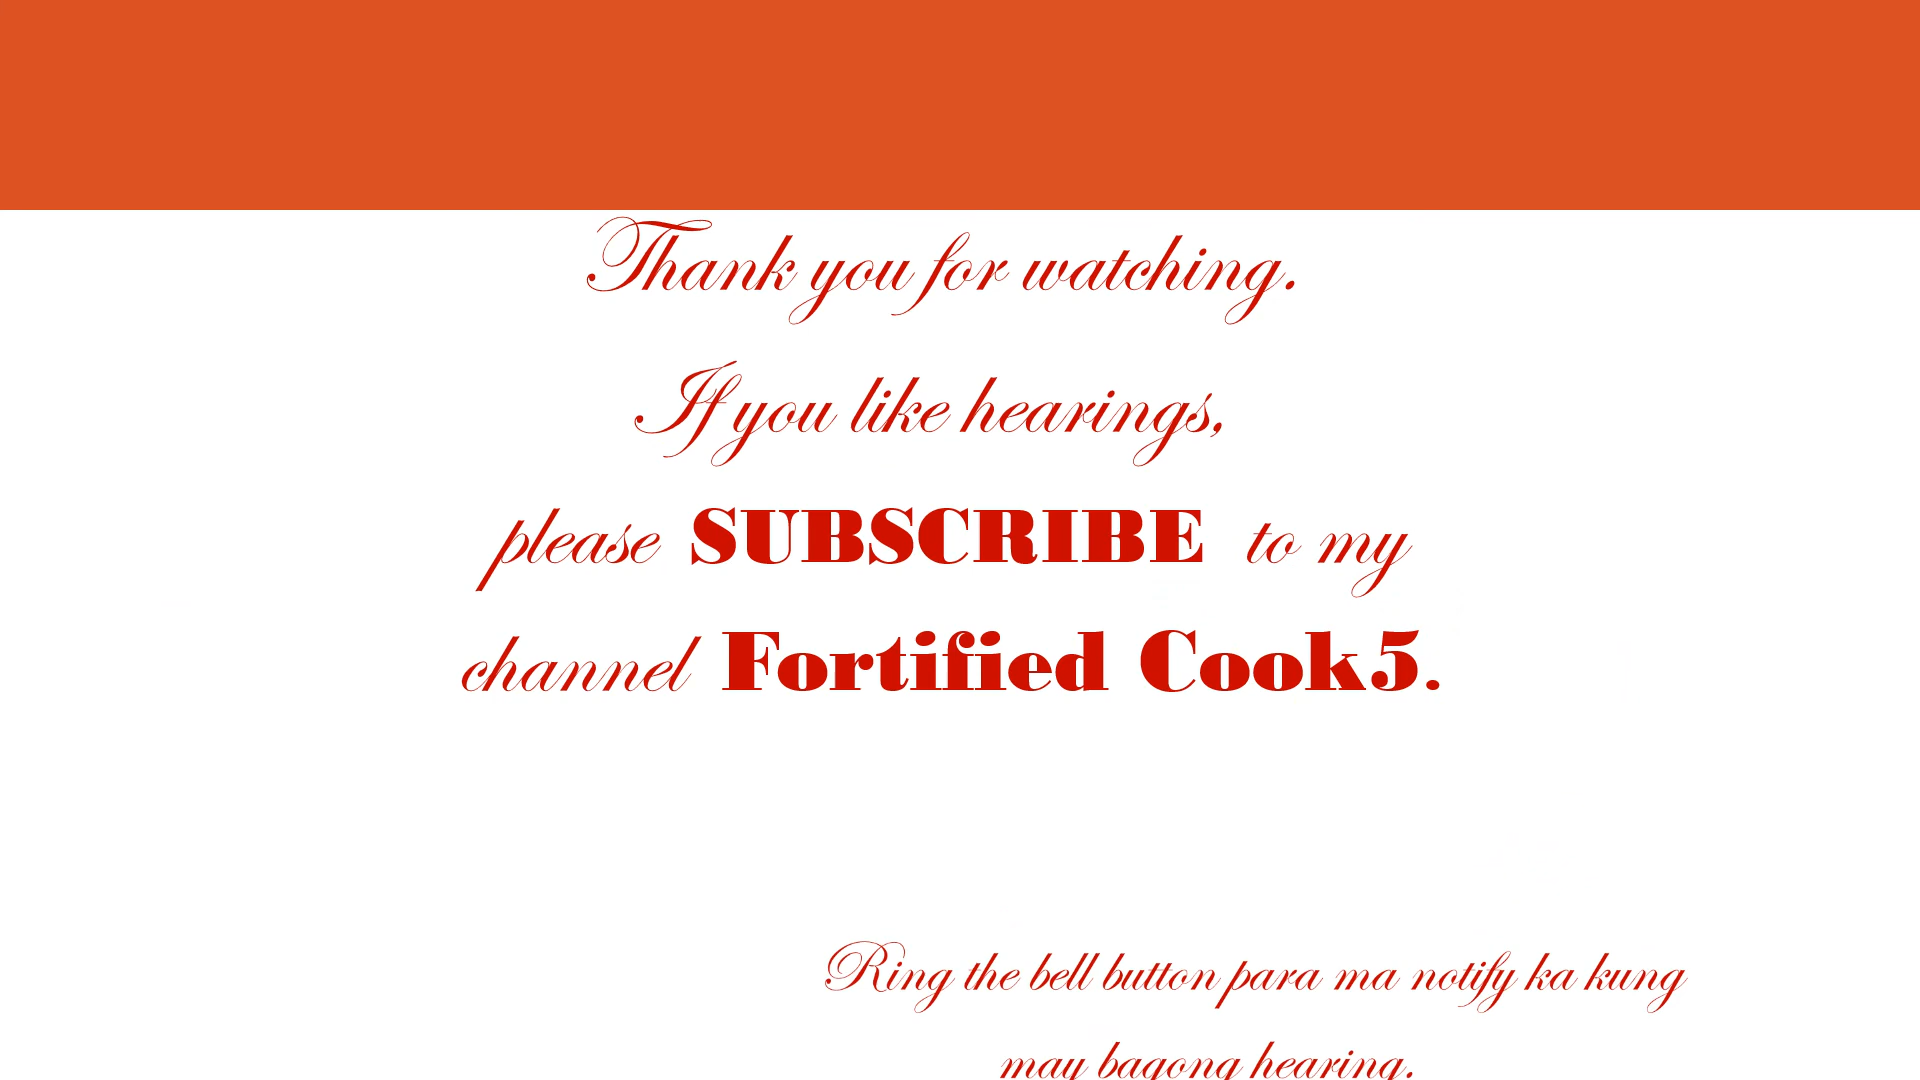 Thank you for watching.
If you like hearings,
please SUBSCRIBE to my
channel Fortified Cook5.
Ring the bell button para ma notify ka kung
may bagong hearing.